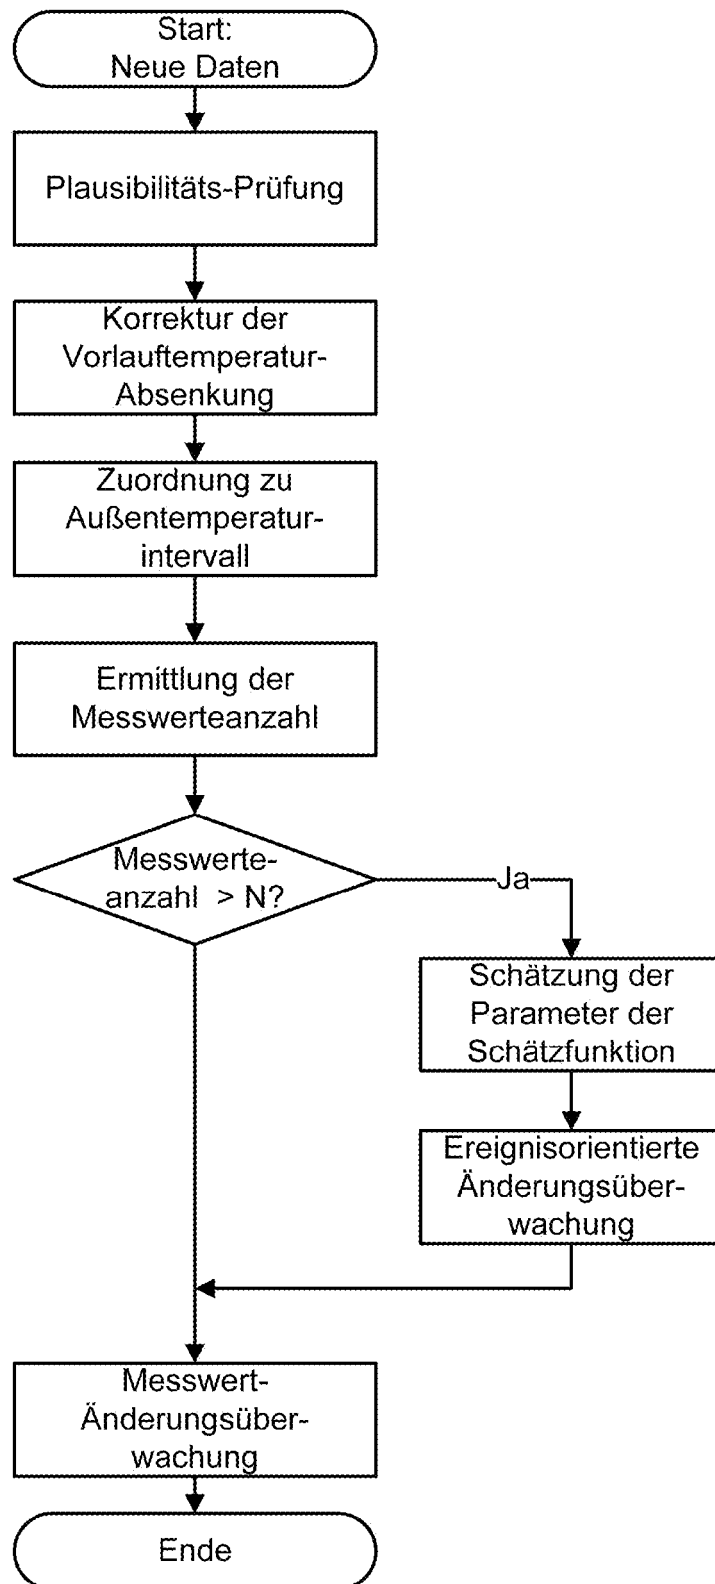 Start:
Neue Daten
Plausibilitäts-Prüfung
Korrektur der
Vorlauftemperatur-
Absenkung
Zuordnung zu
Außentemperatur-
intervall
Ermittlung der
Messwerteanzahl
Messwerte-
anzahl > N?
Ja
Schätzung der
Parameter der
Schätzfunktion
Ereignisorientierte
Änderungsüber-
wachung
Messwert-
Änderungsüber-
wachung
Ende